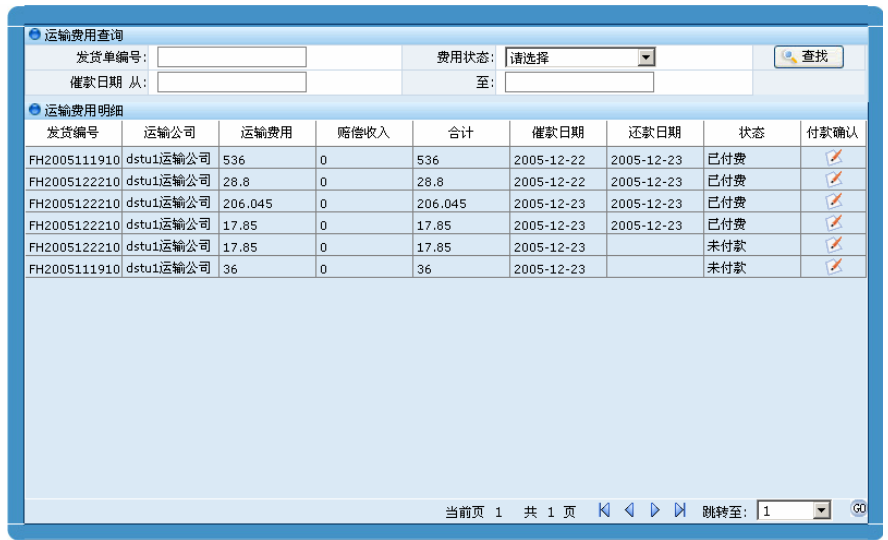 运输费用查询
发货单编号: 费用状态: 请选择 查找
催款日期 从: 至:
运输费用明细
发货编号 运输公司 运输费用 赔偿收入 合计 催款日期 还款日期 状态 付款确认
FH2005111910 dstu1运输公司 536 0 536 2005-12-22 2005-12-23 已付费
FH2005122210 dstu1运输公司 28.8 0 28.8 2005-12-22 2005-12-23 已付费
FH2005122210 dstu1运输公司 206.045 0 206.045 2005-12-23 2005-12-23 已付费
FH2005122210 dstu1运输公司 17.85 0 17.85 2005-12-23 2005-12-23 已付费
FH2005122210 dstu1运输公司 17.85 0 17.85 2005-12-23 未付款
FH2005111910 dstu1运输公司 36 0 36 2005-12-23 未付款
当前页 1 共 1 页 跳转至: 1 GO